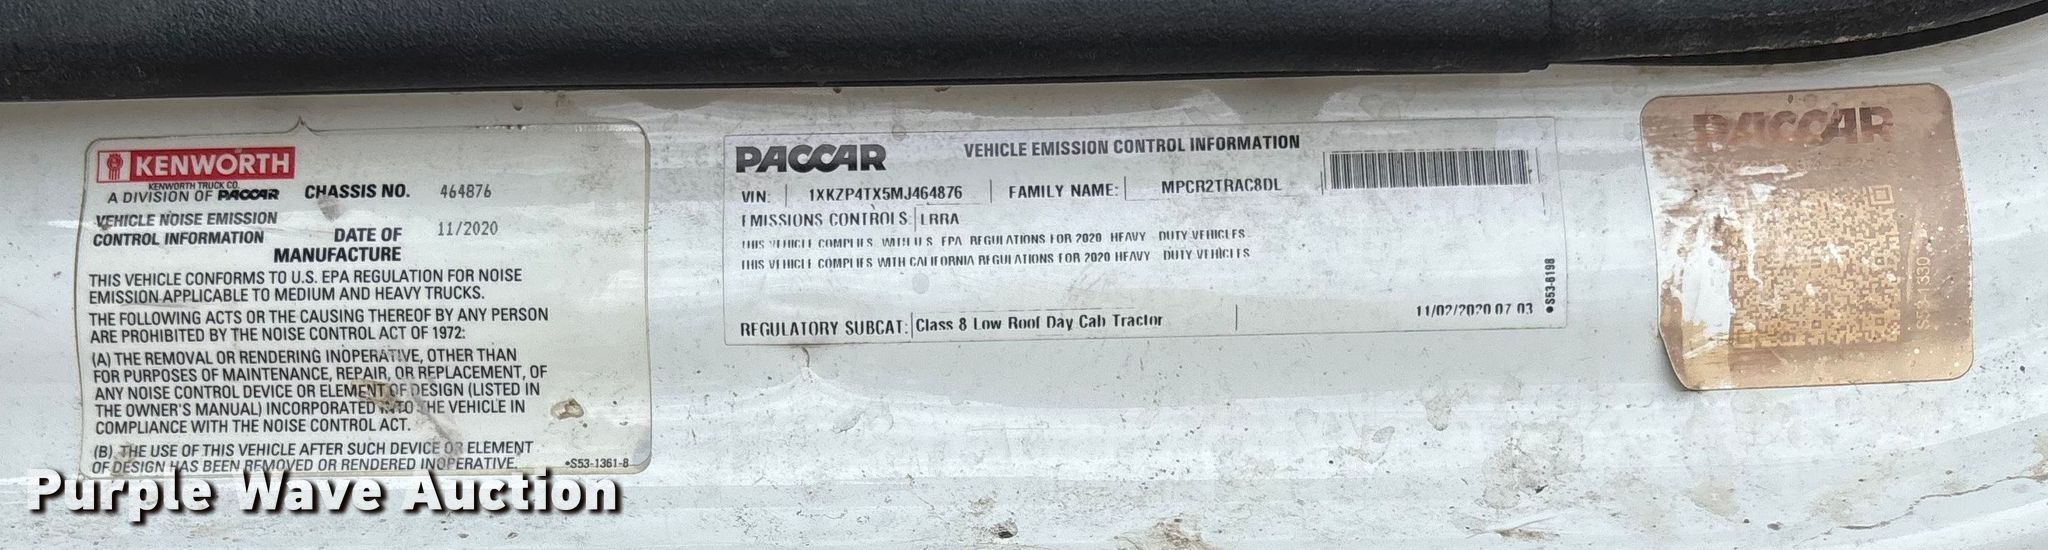 KENWORTH
KENWORTH TRUCK CO.
A DIVISION OF PACCAR
CHASSIS NO. 464876
VEHICLE NOISE EMISSION
CONTROL INFORMATION
DATE OF
MANUFACTURE
11/2020
THIS VEHICLE CONFORMS TO U.S. EPA REGULATION FOR NOISE
EMISSION APPLICABLE TO MEDIUM AND HEAVY TRUCKS.
THE FOLLOWING ACTS OR THE CAUSING THEREOF BY ANY PERSON
ARE PROHIBITED BY THE NOISE CONTROL ACT OF 1972:
(A) THE REMOVAL OR RENDERING INOPERATIVE, OTHER THAN
FOR PURPOSES OF MAINTENANCE, REPAIR, OR REPLACEMENT, OF
ANY NOISE CONTROL DEVICE OR ELEMENT OF DESIGN (LISTED IN
THE OWNER'S MANUAL) INCORPORATED INTO THE VEHICLE IN
COMPLIANCE WITH THE NOISE CONTROL ACT.
(B) THE USE OF THIS VEHICLE AFTER SUCH DEVICE OR ELEMENT
OF DESIGN HAS BEEN REMOVED OR RENDERED INOPERATIVE.
•S53-1361-B
PACCAR
VEHICLE EMISSION CONTROL INFORMATION
VIN: 1XKZP4TX5MJ464876 FAMILY NAME: MPCR2TRAC8DL
EMISSIONS CONTROLS LRRA
THIS VEHICLE COMPLIES WITH U.S. EPA REGULATIONS FOR 2020 HEAVY DUTY VEHICLES.
THIS VEHICLE COMPLIES WITH CALIFORNIA REGULATIONS FOR 2020 HEAVY DUTY VEHICLES
REGULATORY SUBCAT: Class 8 Low Roof Day Cab Tractor
11/02/2020 07 03
•S53-6198
PACCAR
Purple Wave Auction